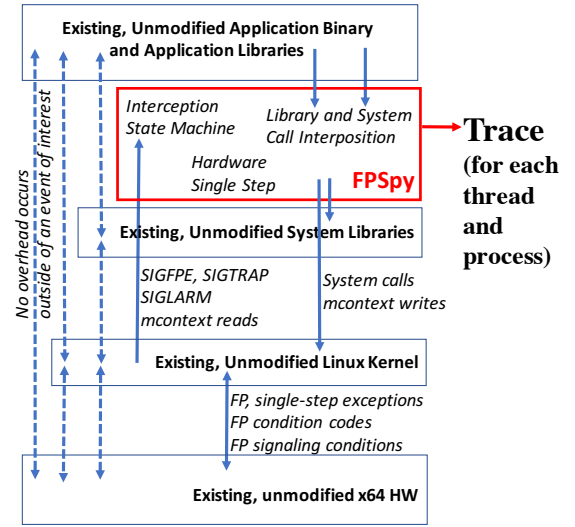 Existing, Unmodified Application Binary
and Application Libraries
No overhead occurs
outside of an event of interest
Interception
State Machine
Library and System
Call Interposition
Hardware
Single Step
FPSpy
Trace
(for each
thread
and
process)
Existing, Unmodified System Libraries
SIGFPE, SIGTRAP
SIGLARM
mcontext reads
System calls
mcontext writes
Existing, Unmodified Linux Kernel
FP, single-step exceptions
FP condition codes
FP signaling conditions
Existing, unmodified x64 HW